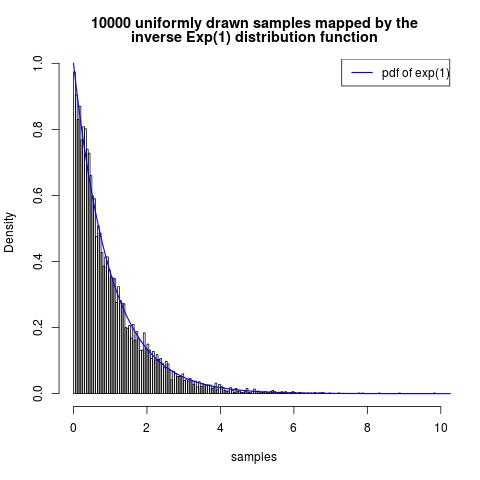 10000 uniformly drawn samples mapped by the
inverse Exp(1) distribution function
pdf of exp(1)
Density
1.0
0.8
0.6
0.4
0.2
0.0
0 2 4 6 8 10
samples